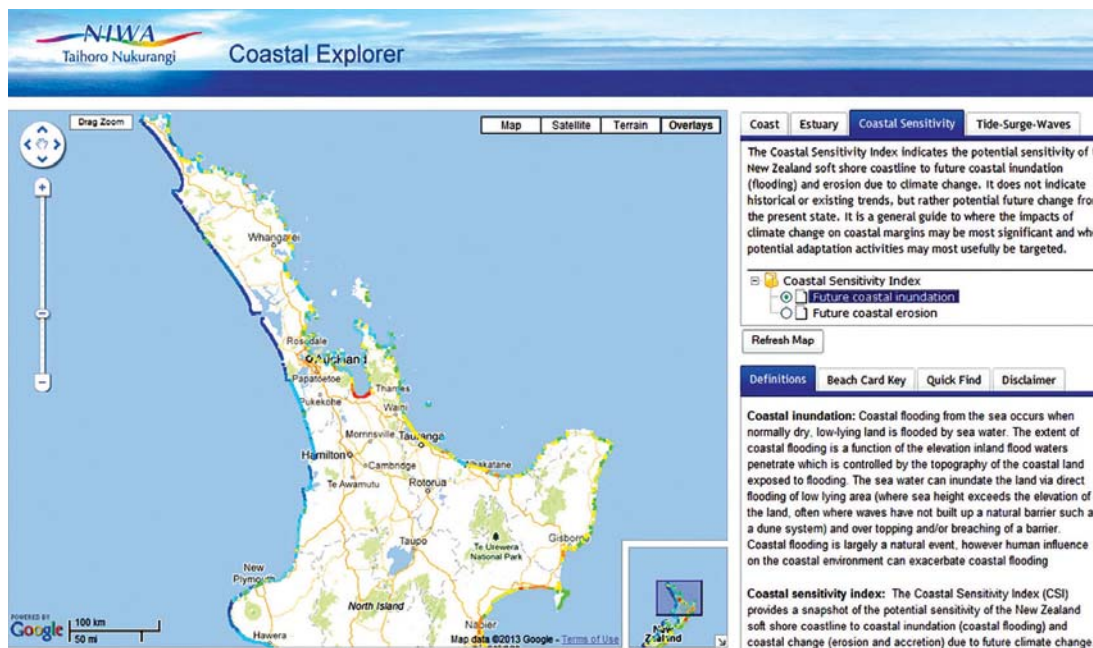 NIWA
Taihoro Nukurangi
Coastal Explorer
Drag Zoom
Map Satellite Terrain Overlays
Whangarei
Rosedale
Auckland
Papatoetoe
Thames
Pukekohe
Waihi
Morrinsville
Tauranga
Hamilton
Cambridge
Whakatane
Te Awamutu
Rotorua
Taupo
Te Urewera
National Park
New
Plymouth
North Island
Napier
Hawera
POWERED BY
Google
100 km
50 mi
Map data ©2013 Google - Terms of Use
New
Zealand
Coast Estuary Coastal Sensitivity Tide-Surge-Waves
The Coastal Sensitivity Index indicates the potential sensitivity of
New Zealand soft shore coastline to future coastal inundation
(flooding) and erosion due to climate change. It does not indicate
historical or existing trends, but rather potential future change fro
the present state. It is a general guide to where the impacts of
climate change on coastal margins may be most significant and wh
potential adaptation activities may most usefully be targeted.
Coastal Sensitivity Index
Future coastal inundation
Future coastal erosion
Refresh Map
Definitions Beach Card Key Quick Find Disclaimer
Coastal inundation: Coastal flooding from the sea occurs when
normally dry, low-lying land is flooded by sea water. The extent of
coastal flooding is a function of the elevation inland flood waters
penetrate which is controlled by the topography of the coastal land
exposed to flooding. The sea water can inundate the land via direct
flooding of low lying area (where sea height exceeds the elevation of
the land, often where waves have not built up a natural barrier such a
a dune system) and over topping and/or breaching of a barrier.
Coastal flooding is largely a natural event, however human influence
on the coastal environment can exacerbate coastal flooding
Coastal sensitivity index: The Coastal Sensitivity Index (CSI)
provides a snapshot of the potential sensitivity of the New Zealand
soft shore coastline to coastal inundation (coastal flooding) and
coastal change (erosion and accretion) due to future climate change